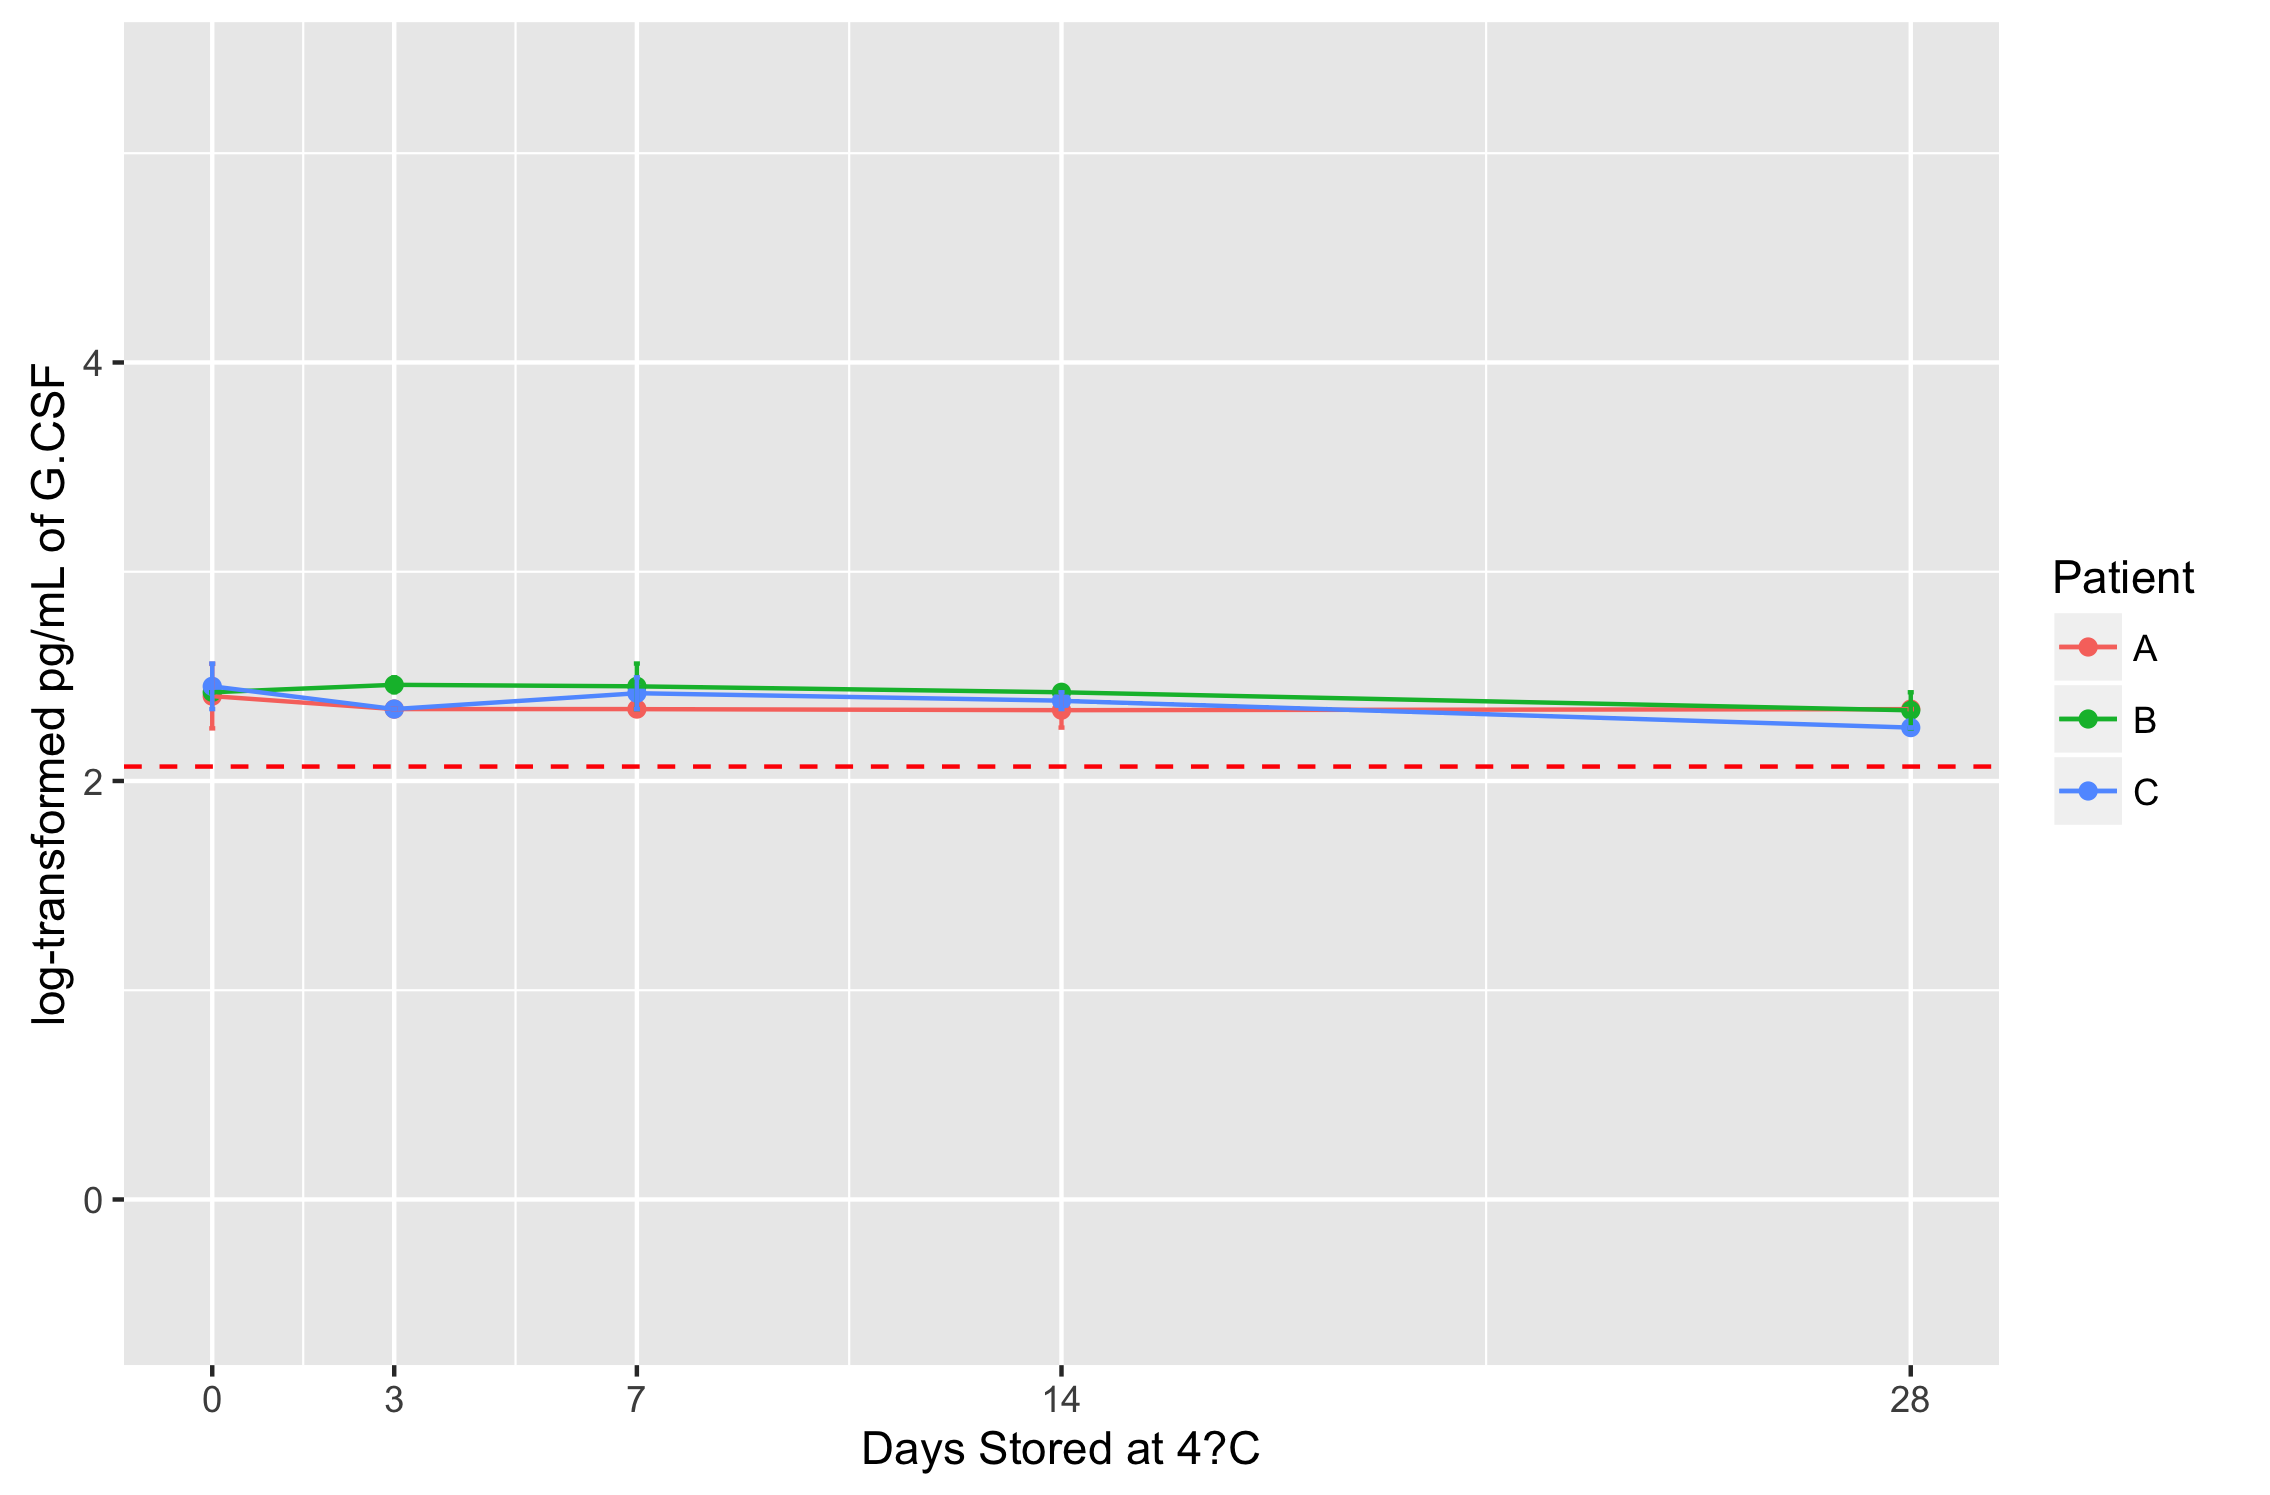 log-transformed pg/mL of G.CSF
4
2
0
0 3 7 14 28
Days Stored at 4?C
Patient
A
B
C